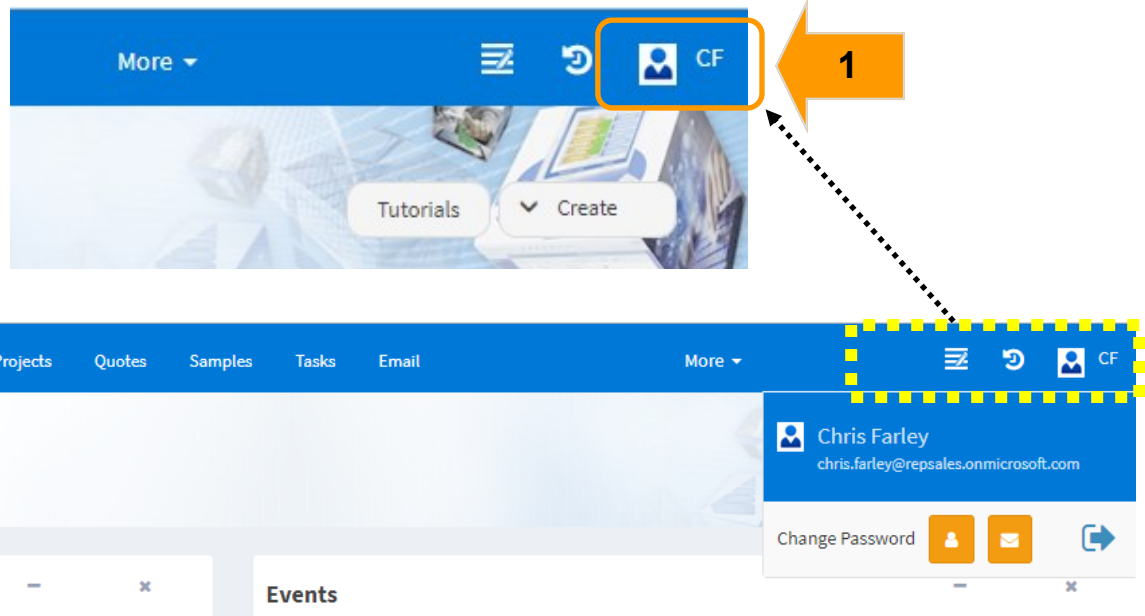 More
CF
1
Tutorials
Create
Projects Quotes Samples Tasks Email More CF
Chris Farley
chris.farley@repsales.onmicrosoft.com
Change Password
Events